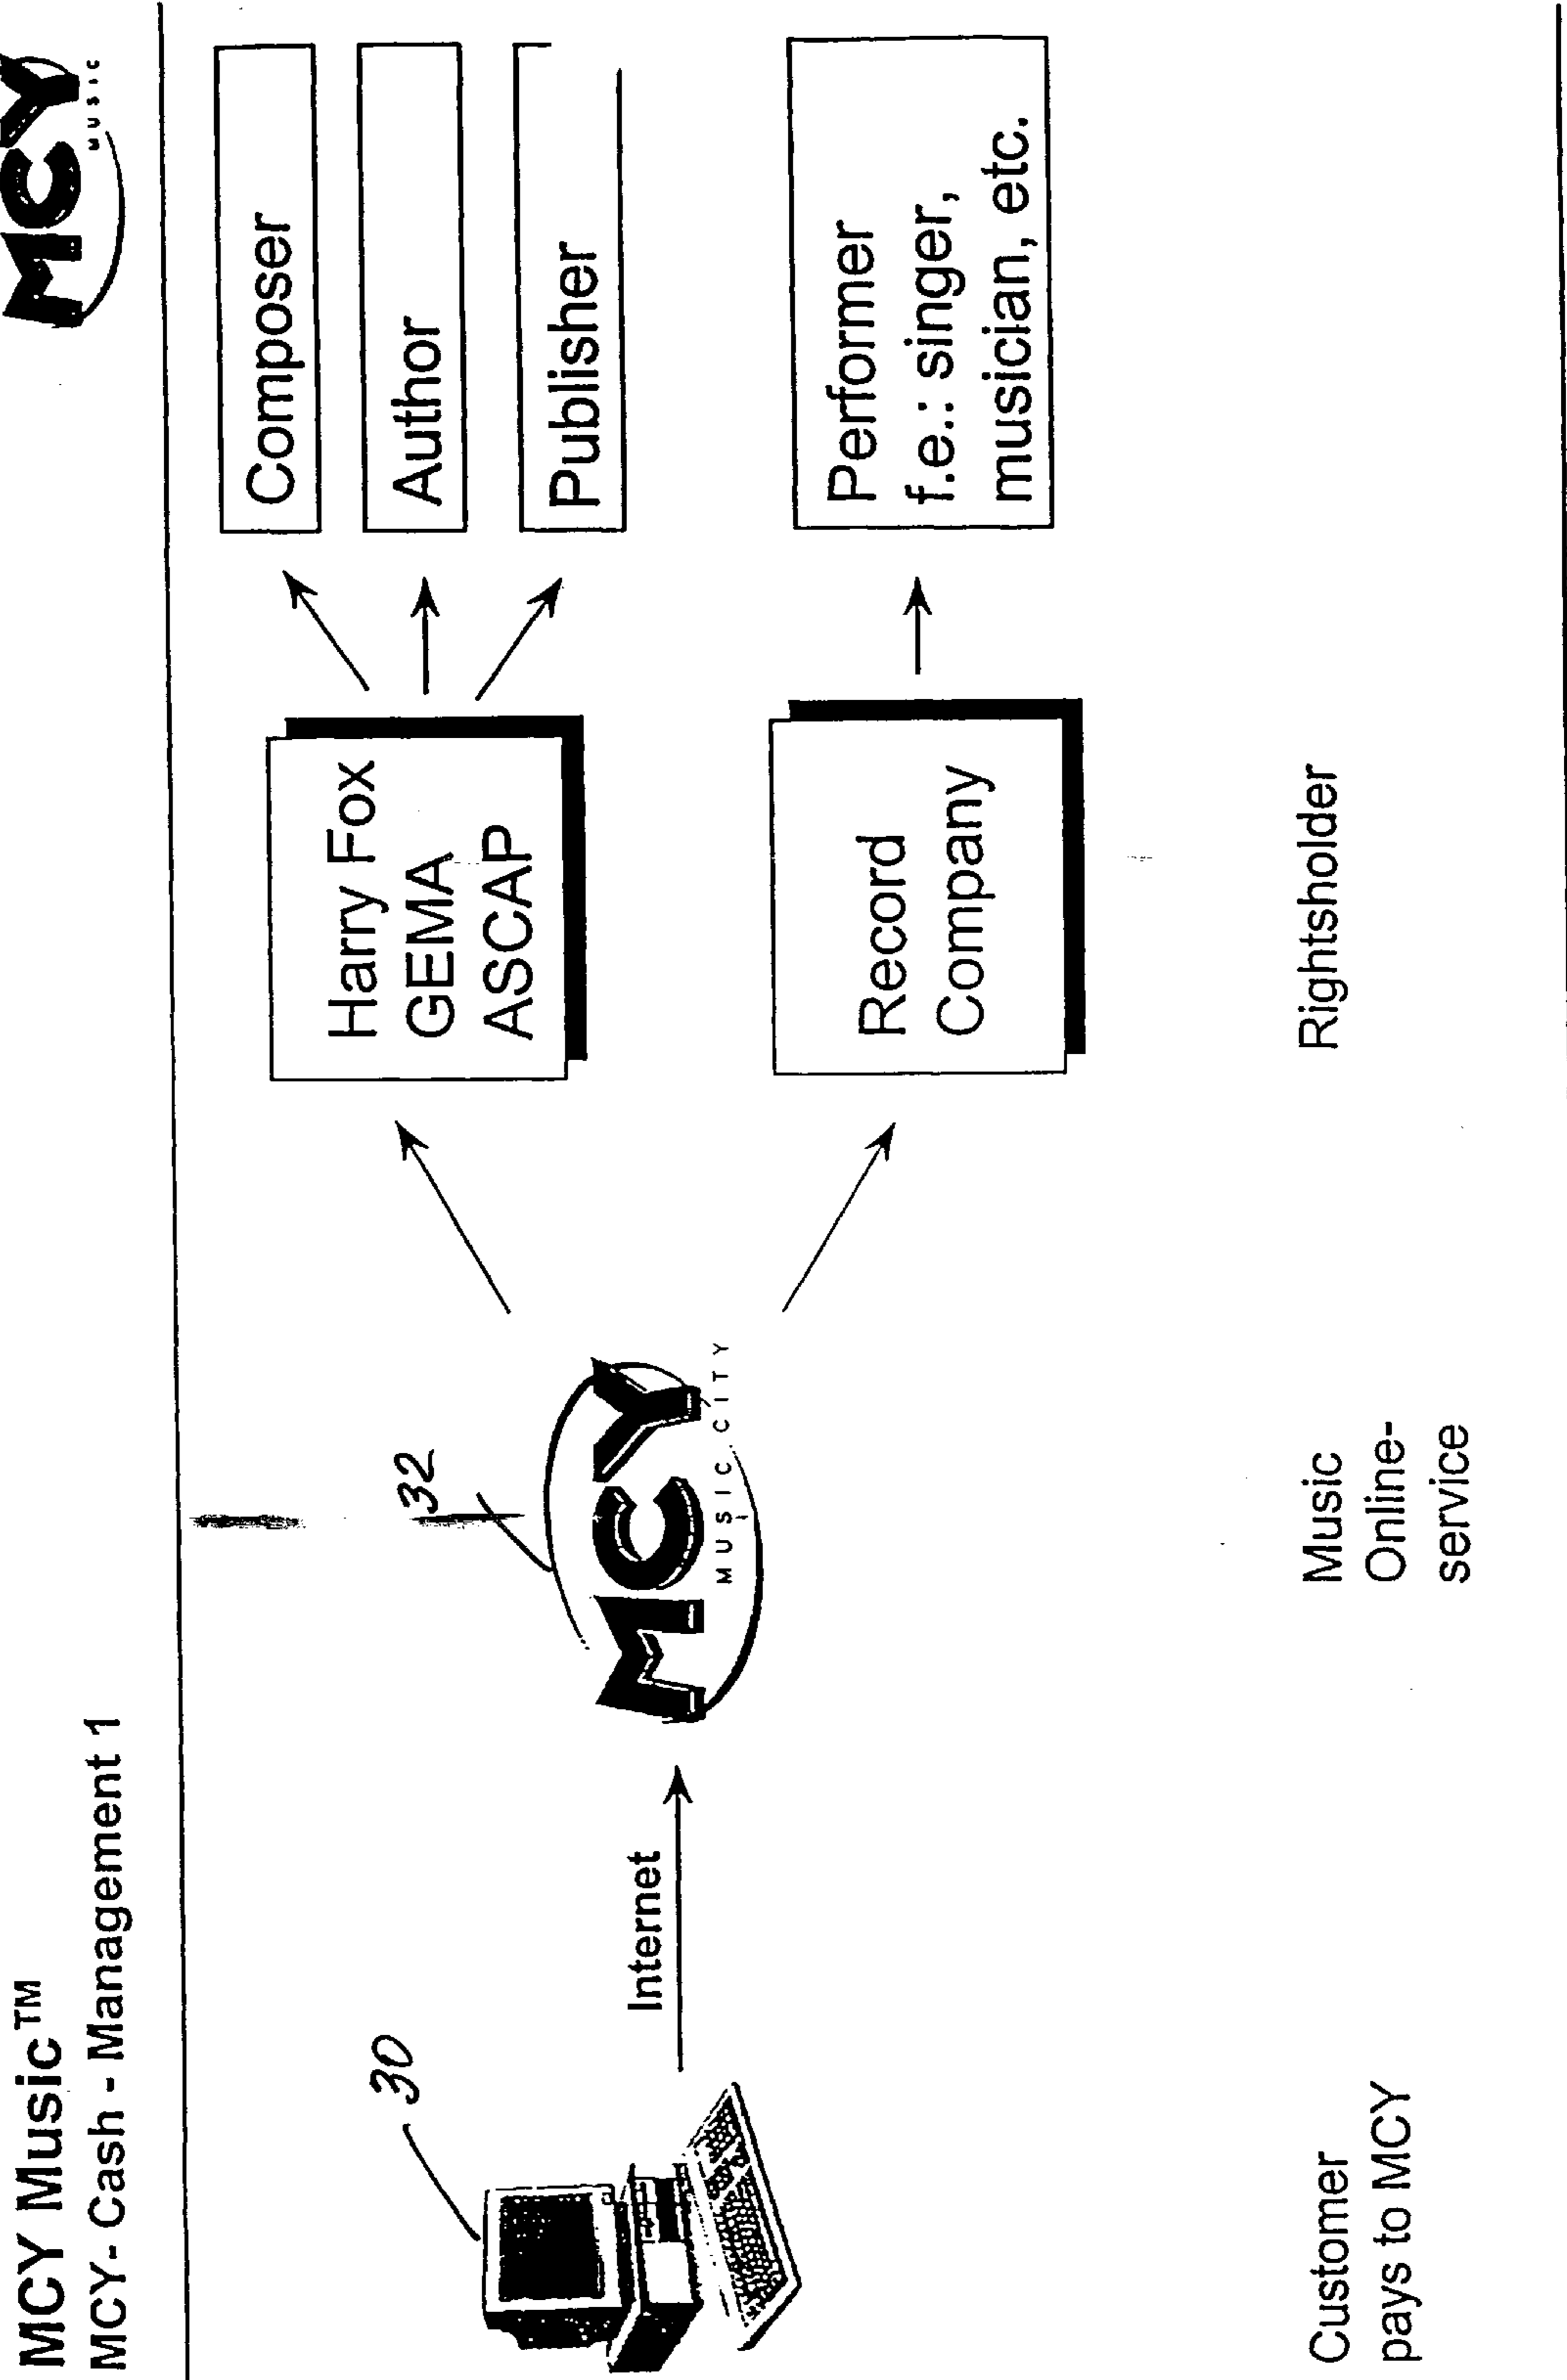 MCY Music™
MCY- Cash - Management 1
MCY
MUSIC
30
Internet
32
MCY
MUSIC CITY
Harry Fox
GEMA
ASCAP
Record
Company
Composer
Author
Publisher
Performer
f.e.: singer,
musician, etc.
Customer
pays to MCY
Music
Online-
service
Rightsholder